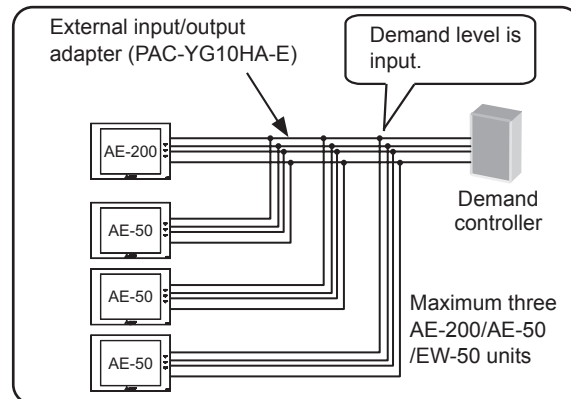 External input/output
adapter (PAC-YG10HA-E)
Demand level is
input.
AE-200
AE-50
AE-50
AE-50
Demand
controller
Maximum three
AE-200/AE-50
/EW-50 units